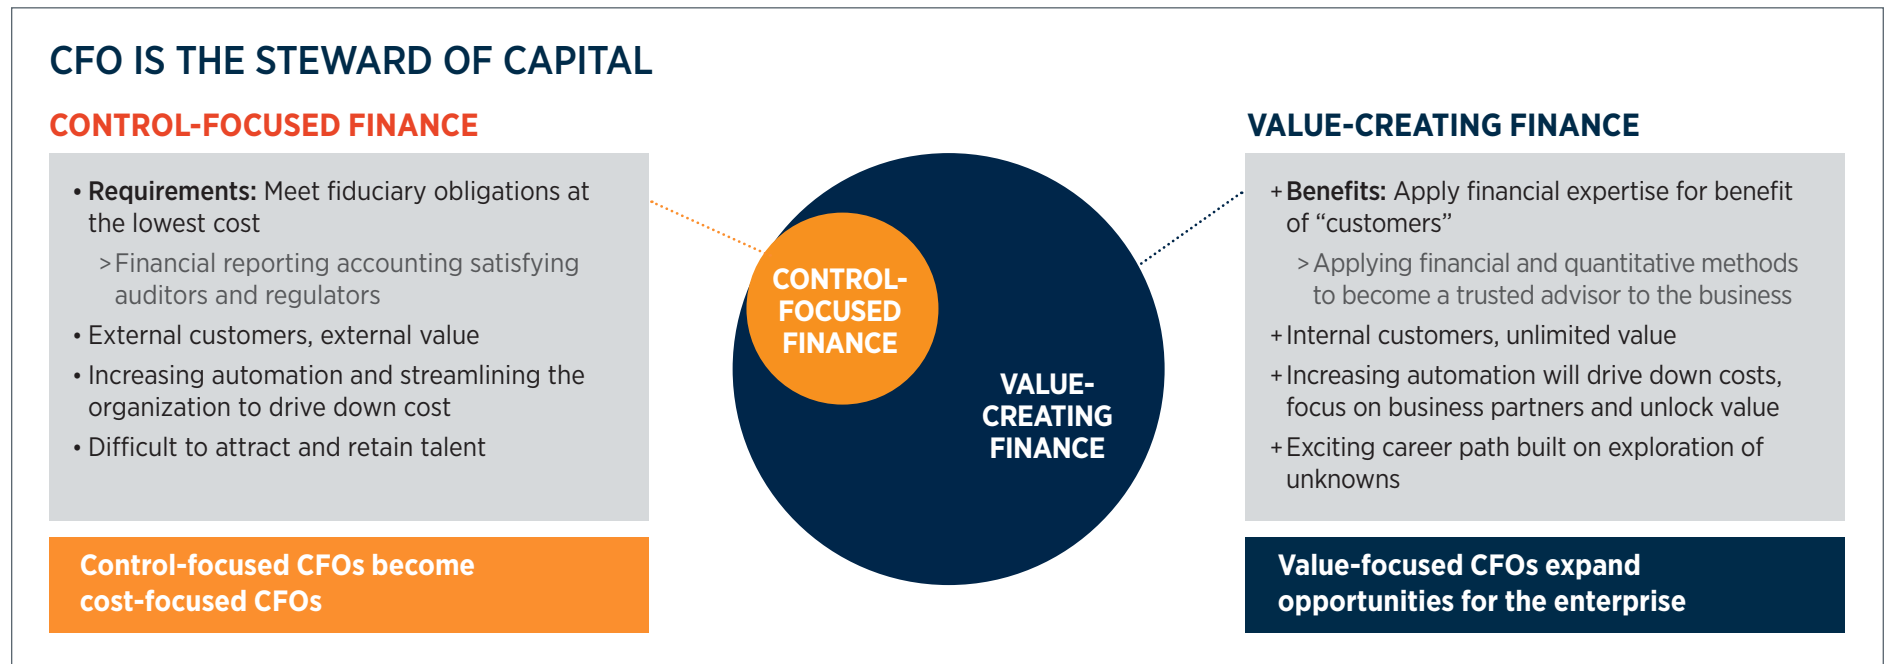 CFO IS THE STEWARD OF CAPITAL
CONTROL-FOCUSED FINANCE
• Requirements: Meet fiduciary obligations at
the lowest cost
> Financial reporting accounting satisfying
auditors and regulators
• External customers, external value
• Increasing automation and streamlining the
organization to drive down cost
• Difficult to attract and retain talent
Control-focused CFOs become
cost-focused CFOs
CONTROL-
FOCUSED
FINANCE
VALUE-
CREATING
FINANCE
VALUE-CREATING FINANCE
+ Benefits: Apply financial expertise for benefit
of “customers”
> Applying financial and quantitative methods
to become a trusted advisor to the business
+ Internal customers, unlimited value
+ Increasing automation will drive down costs,
focus on business partners and unlock value
+ Exciting career path built on exploration of
unknowns
Value-focused CFOs expand
opportunities for the enterprise